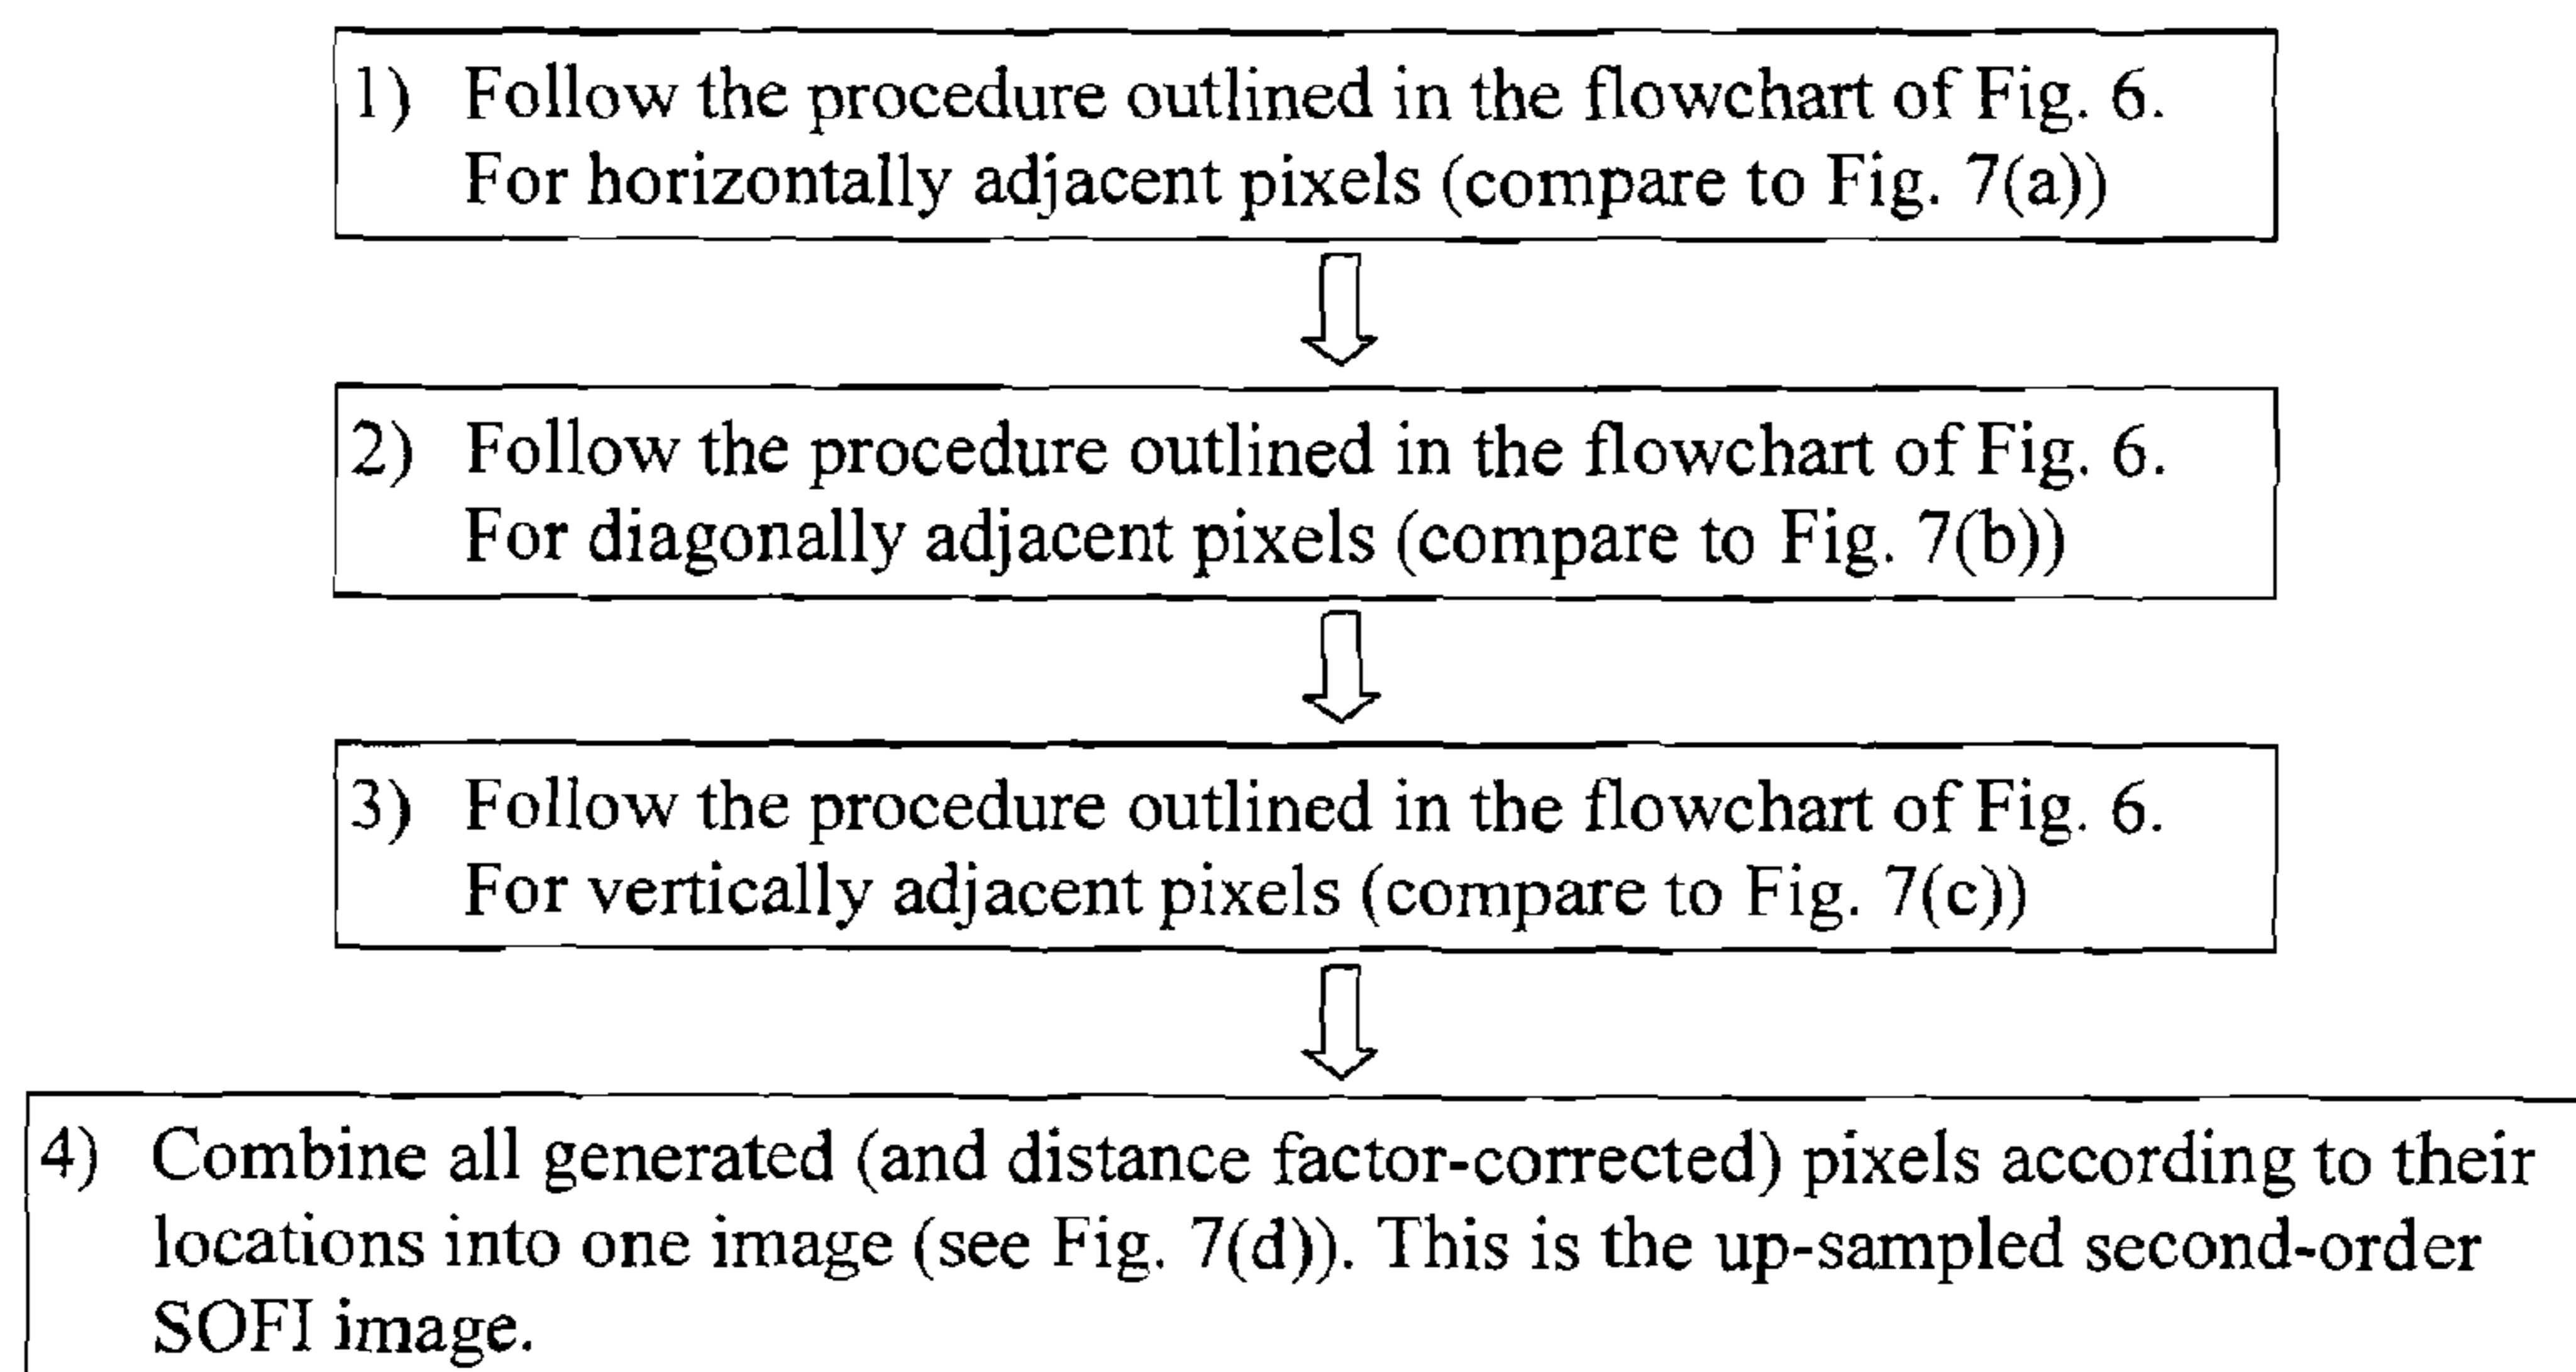 1) Follow the procedure outlined in the flowchart of Fig. 6.
For horizontally adjacent pixels (compare to Fig. 7(a))
2) Follow the procedure outlined in the flowchart of Fig. 6.
For diagonally adjacent pixels (compare to Fig. 7(b))
3) Follow the procedure outlined in the flowchart of Fig. 6.
For vertically adjacent pixels (compare to Fig. 7(c))
4) Combine all generated (and distance factor-corrected) pixels according to their
locations into one image (see Fig. 7(d)). This is the up-sampled second-order
SOFI image.